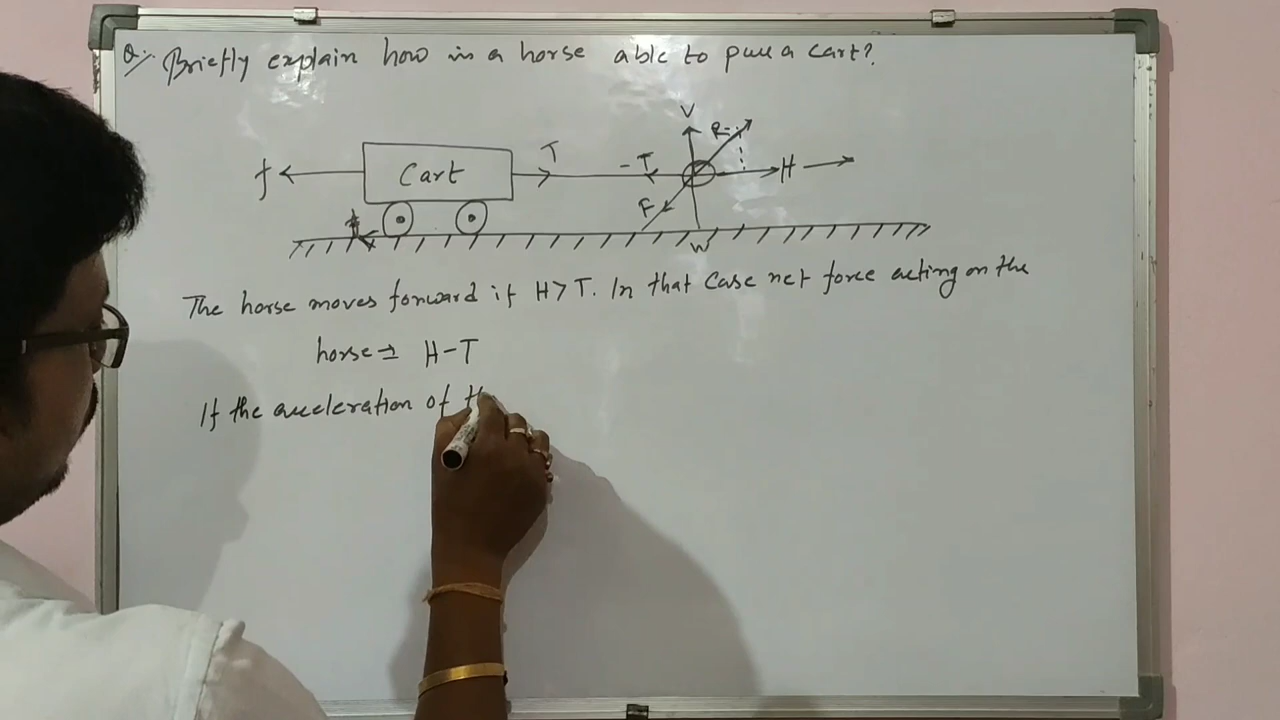 Q:- Briefly explain how is a horse able to pull a cart?
V
R
f
Cart
T
-T
H
F
W
The horse moves forward if H>T. In that case net force acting on the
horse = H-T
If the acceleration of th